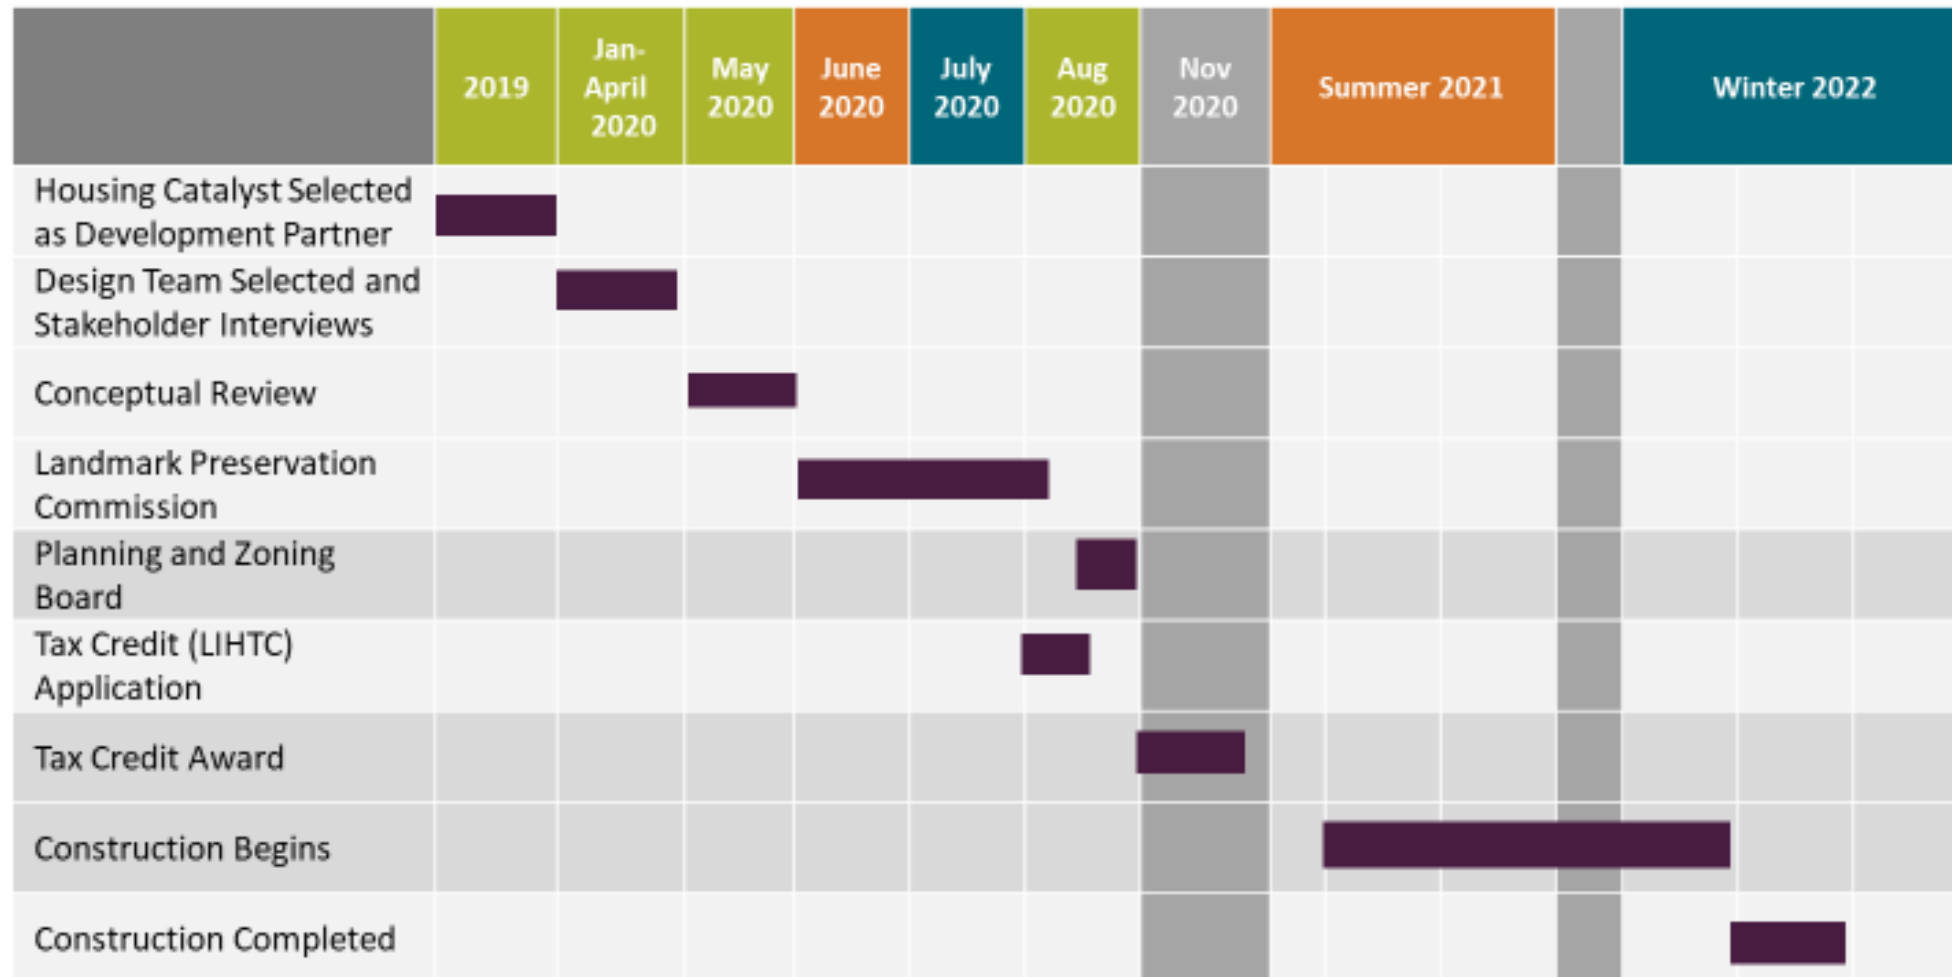 2019
Jan-
April
2020
May
2020
June
2020
July
2020
Aug
2020
Nov
2020
Summer 2021
Winter 2022
Housing Catalyst Selected
as Development Partner
Design Team Selected and
Stakeholder Interviews
Conceptual Review
Landmark Preservation
Commission
Planning and Zoning
Board
Tax Credit (LIHTC)
Application
Tax Credit Award
Construction Begins
Construction Completed